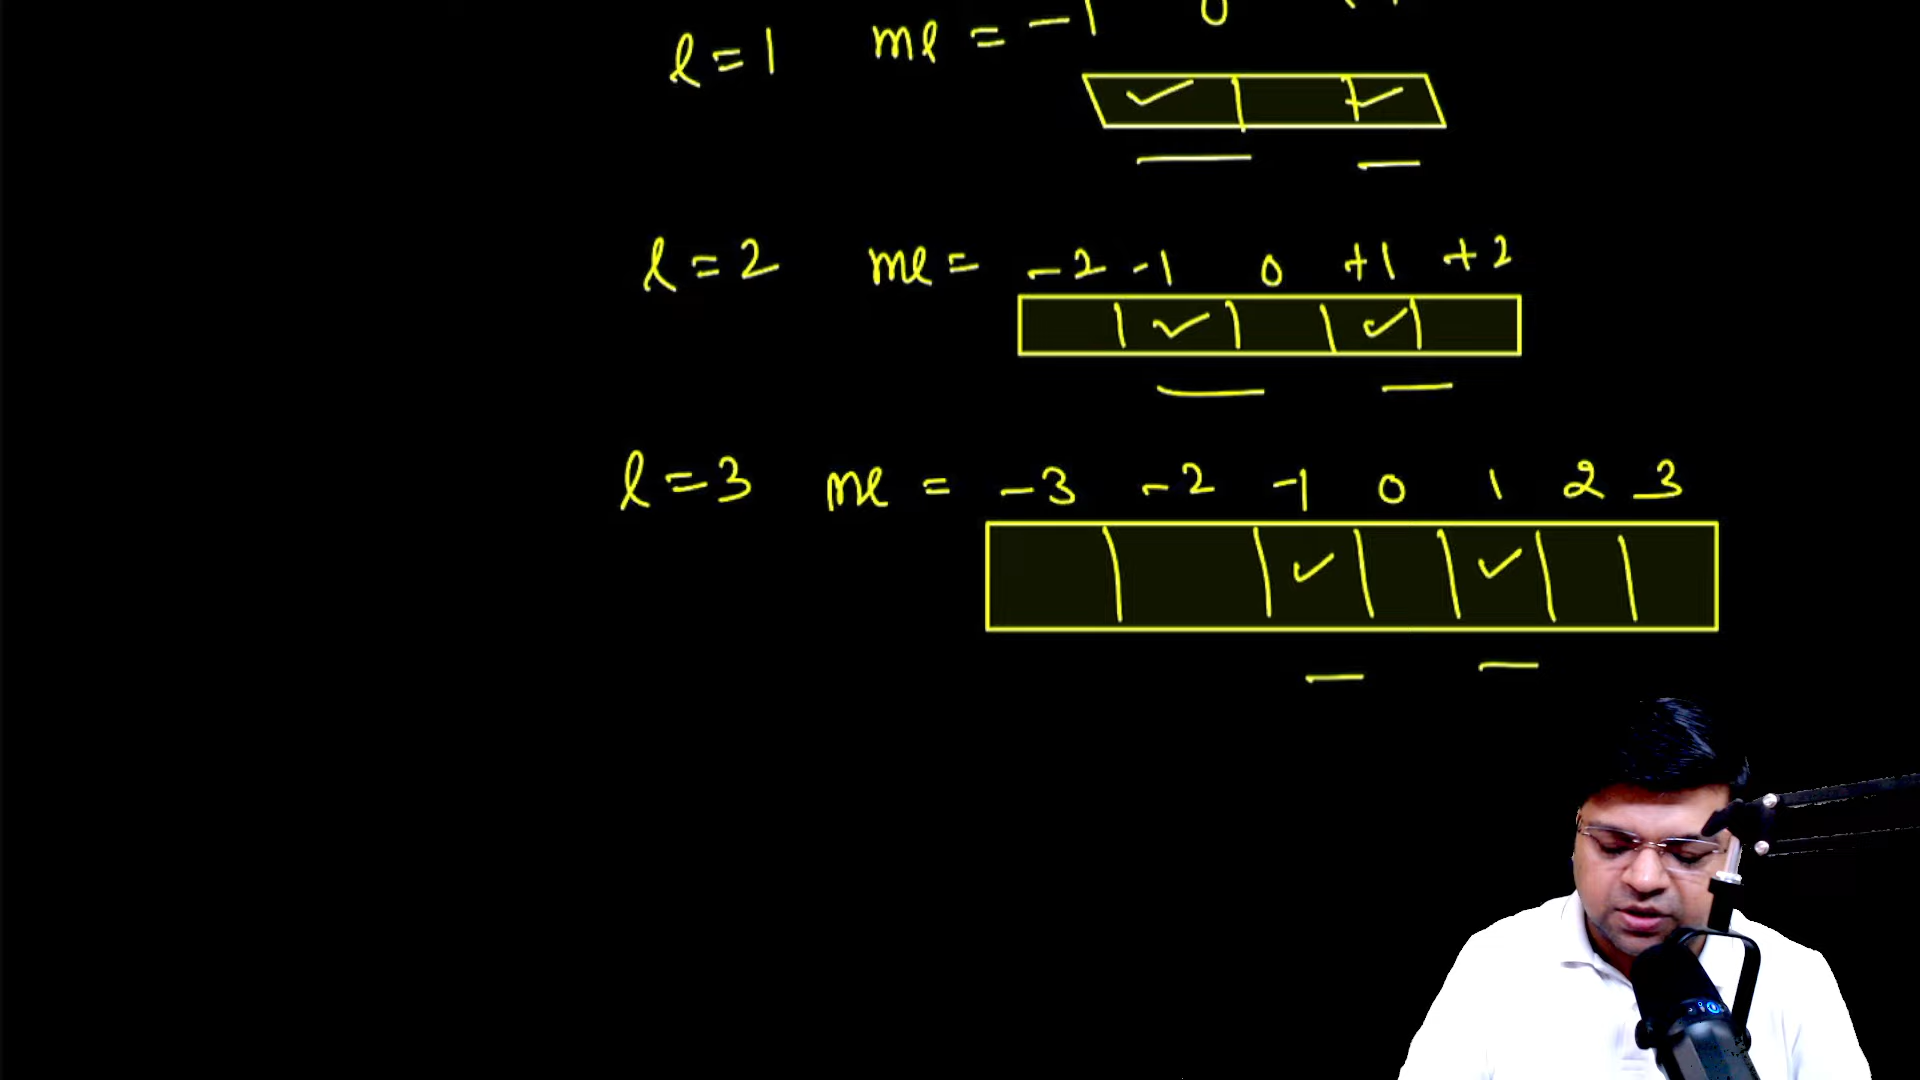 l = 1 ml = -1 0
l = 2 ml = -2 -1 0 +1 +2
l = 3 ml = -3 -2 -1 0 1 2 3